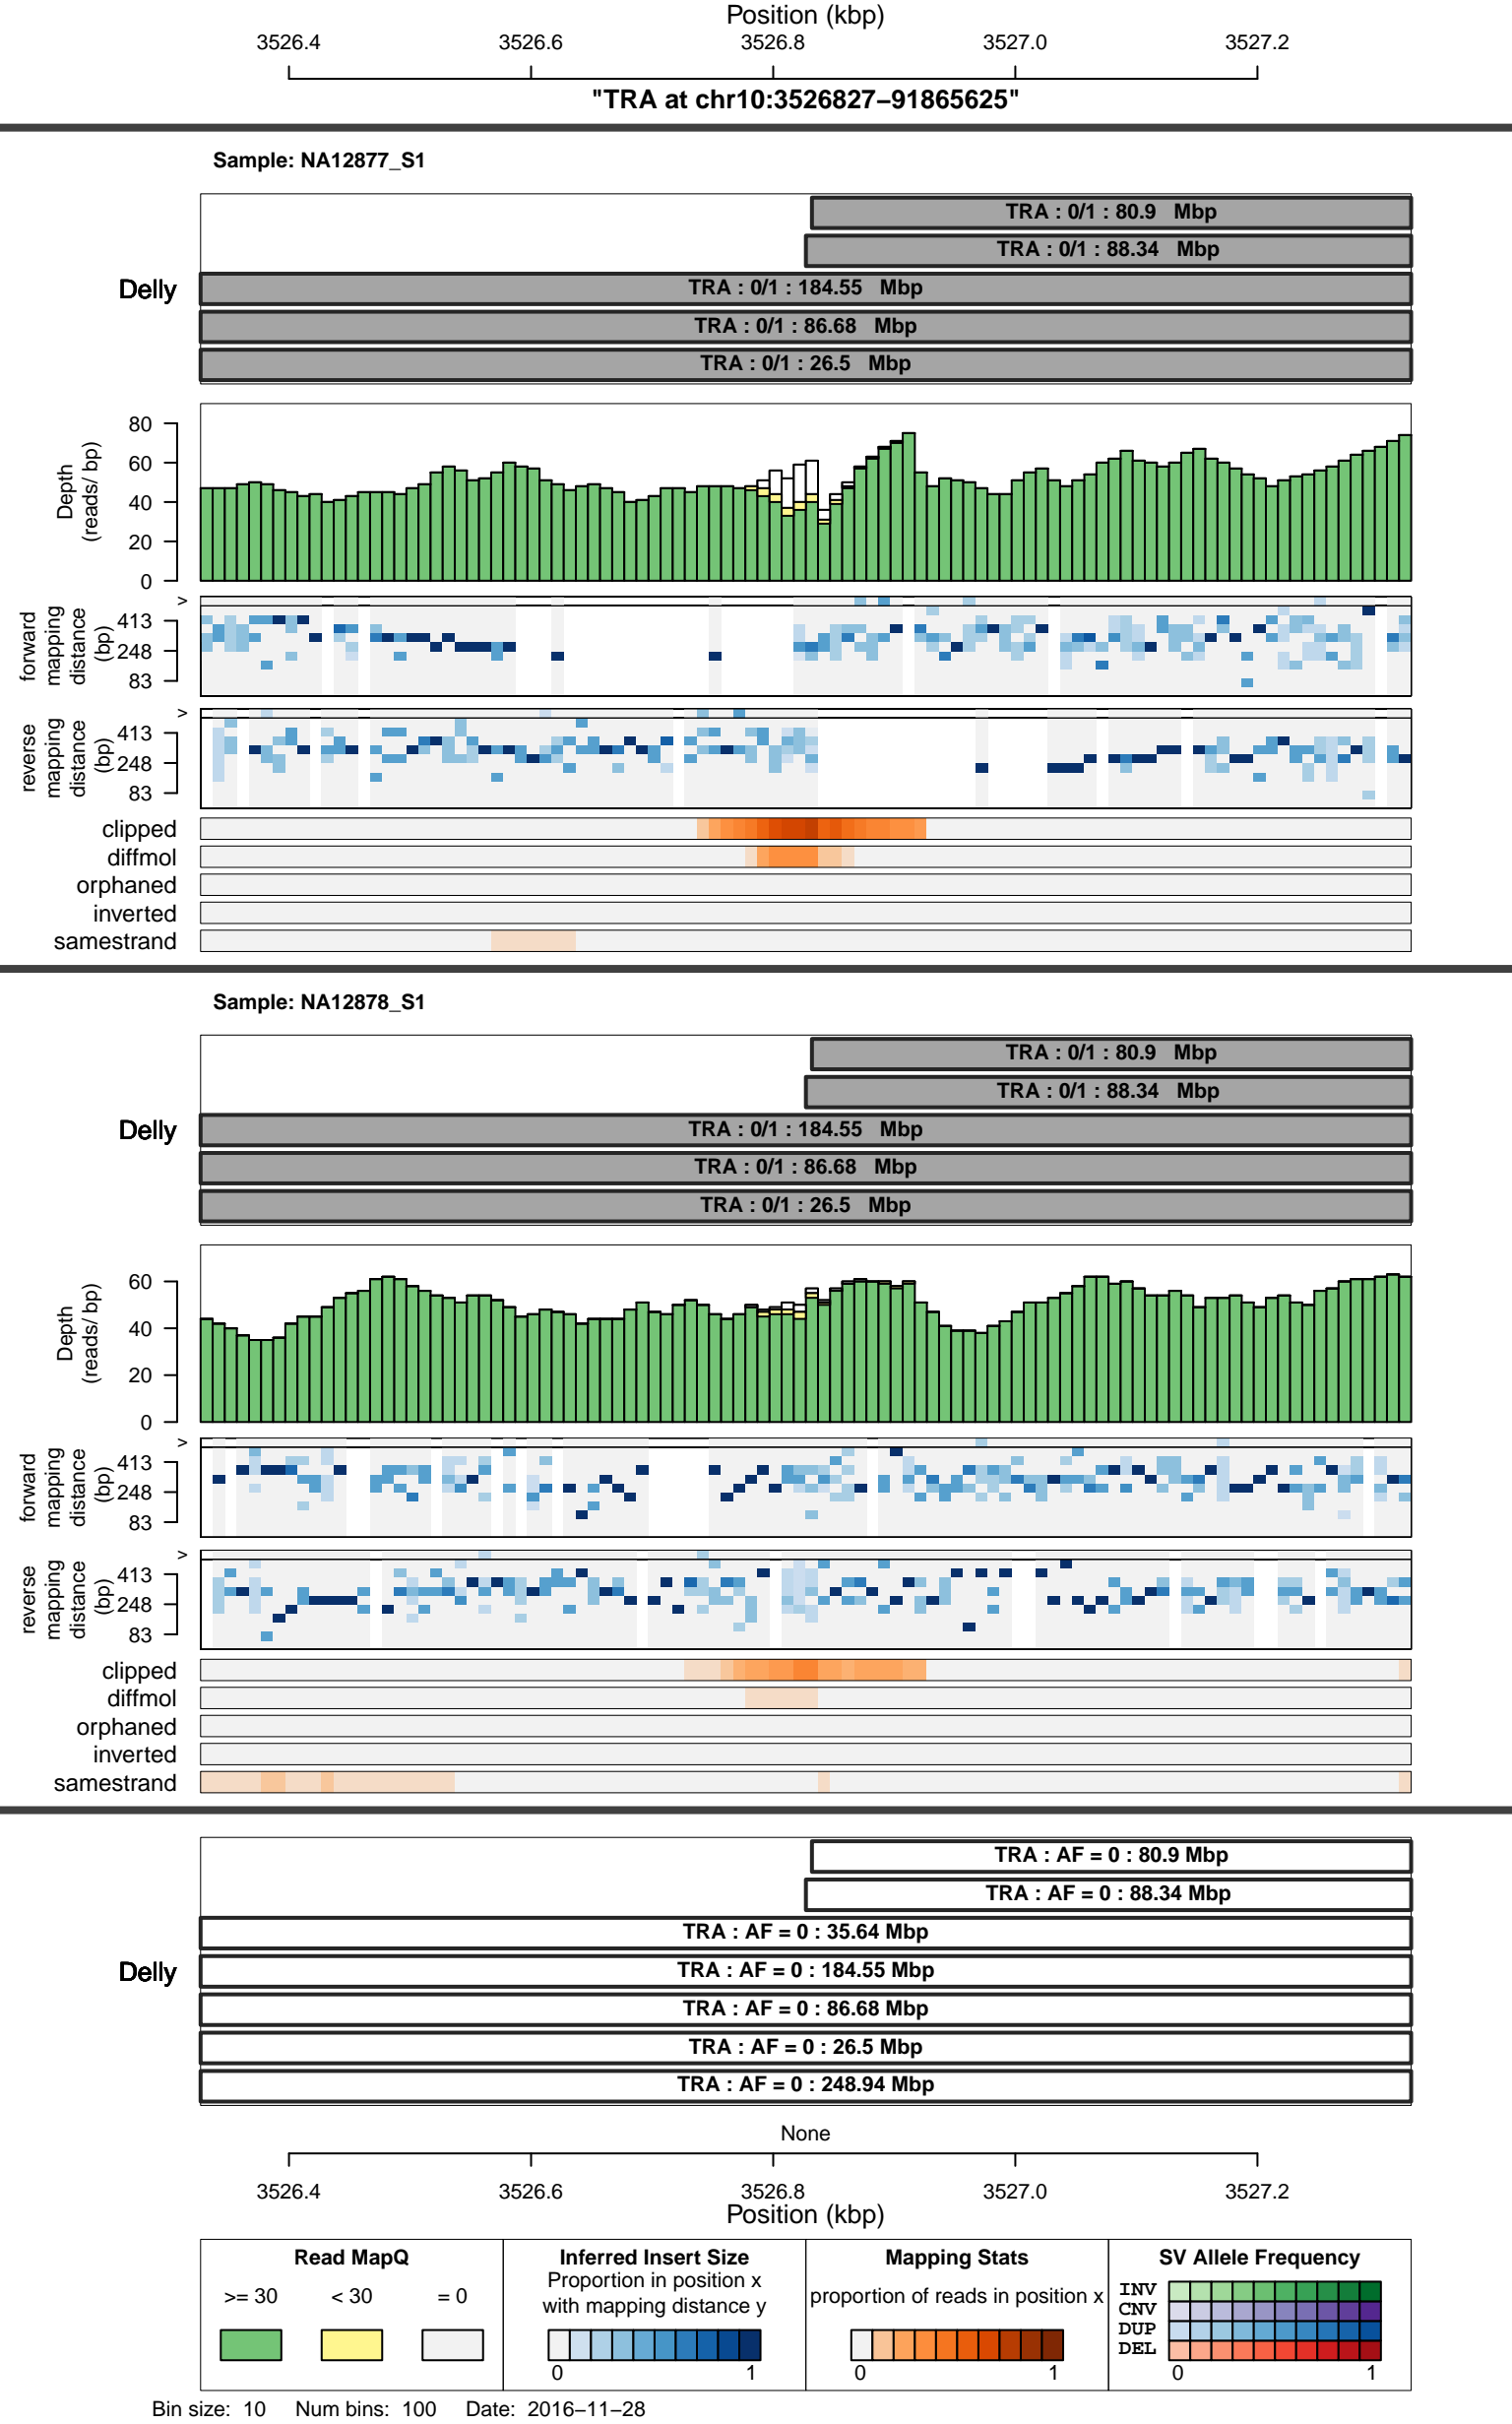 Position (kbp)
3526.4 3526.6 3526.8 3527.0 3527.2
"TRA at chr10:3526827−91865625"
Sample: NA12877_S1
TRA : 0/1 : 80.9 Mbp
TRA : 0/1 : 88.34 Mbp
Delly
TRA : 0/1 : 184.55 Mbp
TRA : 0/1 : 86.68 Mbp
TRA : 0/1 : 26.5 Mbp
Depth
(reads/ bp)
80
60
40
20
0
forward
mapping
distance
(bp)
>
413
248
83
reverse
mapping
distance
(bp)
>
413
248
83
clipped
diffmol
orphaned
inverted
samestrand
Sample: NA12878_S1
TRA : 0/1 : 80.9 Mbp
TRA : 0/1 : 88.34 Mbp
Delly
TRA : 0/1 : 184.55 Mbp
TRA : 0/1 : 86.68 Mbp
TRA : 0/1 : 26.5 Mbp
Depth
(reads/ bp)
60
40
20
0
forward
mapping
distance
(bp)
>
413
248
83
reverse
mapping
distance
(bp)
>
413
248
83
clipped
diffmol
orphaned
inverted
samestrand
TRA : AF = 0 : 80.9 Mbp
TRA : AF = 0 : 88.34 Mbp
TRA : AF = 0 : 35.64 Mbp
Delly
TRA : AF = 0 : 184.55 Mbp
TRA : AF = 0 : 86.68 Mbp
TRA : AF = 0 : 26.5 Mbp
TRA : AF = 0 : 248.94 Mbp
None
3526.4 3526.6 3526.8 3527.0 3527.2
Position (kbp)
Read MapQ
>= 30 < 30 = 0
Inferred Insert Size
Proportion in position x
with mapping distance y
0 1
Mapping Stats
proportion of reads in position x
0 1
SV Allele Frequency
INV
CNV
DUP
DEL
0 1
Bin size: 10 Num bins: 100 Date: 2016−11−28